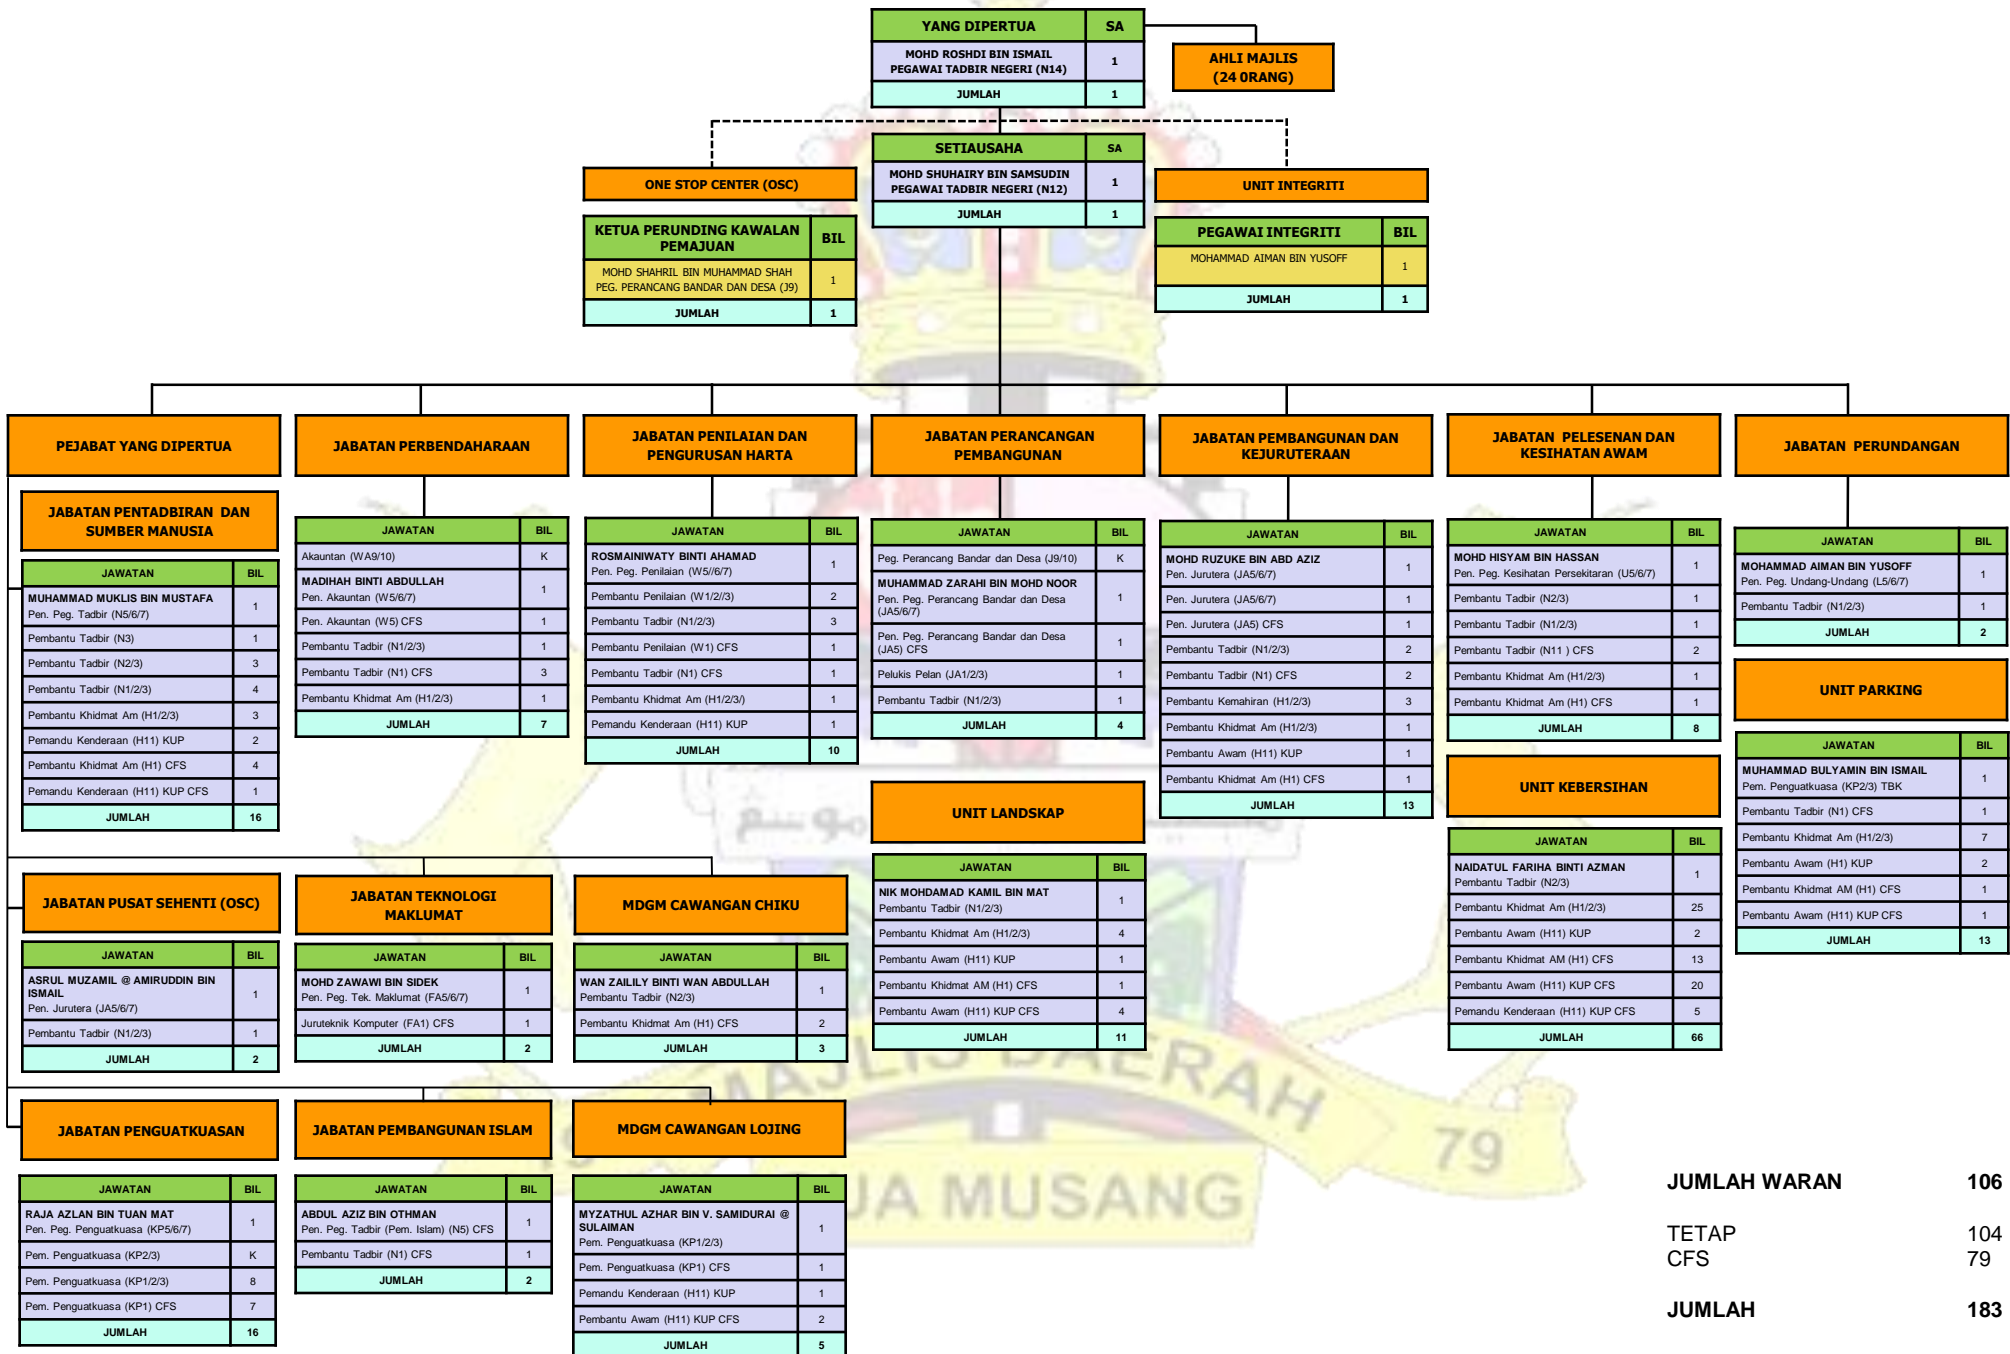 YANG DIPERTUA SA
MOHD ROSHDI BIN ISMAIL
PEGAWAI TADBIR NEGERI (N14) 1
JUMLAH 1
AHLI MAJLIS
(24 0RANG)
SETIAUSAHA SA
MOHD SHUHAIRY BIN SAMSUDIN
PEGAWAI TADBIR NEGERI (N12) 1
JUMLAH 1
ONE STOP CENTER (OSC)
KETUA PERUNDING KAWALAN
PEMAJUAN BIL
MOHD SHAHRIL BIN MUHAMMAD SHAH
PEG. PERANCANG BANDAR DAN DESA (J9) 1
JUMLAH 1
UNIT INTEGRITI
PEGAWAI INTEGRITI BIL
MOHAMMAD AIMAN BIN YUSOFF 1
JUMLAH 1
PEJABAT YANG DIPERTUA
JABATAN PENTADBIRAN DAN
SUMBER MANUSIA
JAWATAN BIL
MUHAMMAD MUKLIS BIN MUSTAFA
Pen. Peg. Tadbir (N5/6/7) 1
Pembantu Tadbir (N3) 1
Pembantu Tadbir (N2/3) 3
Pembantu Tadbir (N1/2/3) 4
Pembantu Khidmat Am (H1/2/3) 3
Pemandu Kenderaan (H11) KUP 2
Pembantu Khidmat Am (H1) CFS 4
Pemandu Kenderaan (H11) KUP CFS 1
JUMLAH 16
JABATAN PERBENDAHARAAN
JAWATAN BIL
Akauntan (WA9/10) K
MADIHAH BINTI ABDULLAH
Pen. Akauntan (W5/6/7) 1
Pen. Akauntan (W5) CFS 1
Pembantu Tadbir (N1/2/3) 1
Pembantu Tadbir (N1) CFS 3
Pembantu Khidmat Am (H1/2/3) 1
JUMLAH 7
JABATAN PENILAIAN DAN
PENGURUSAN HARTA
JAWATAN BIL
ROSMAINIWATY BINTI AHAMAD
Pen. Peg. Penilaian (W5//6/7) 1
Pembantu Penilaian (W1/2//3) 2
Pembantu Tadbir (N1/2/3) 3
Pembantu Penilaian (W1) CFS 1
Pembantu Tadbir (N1) CFS 1
Pembantu Khidmat Am (H1/2/3/) 1
Pemandu Kenderaan (H11) KUP 1
JUMLAH 10
JABATAN PERANCANGAN
PEMBANGUNAN
JAWATAN BIL
Peg. Perancang Bandar dan Desa (J9/10) K
MUHAMMAD ZARAHI BIN MOHD NOOR
Pen. Peg. Perancang Bandar dan Desa
(JA5/6/7) 1
Pen. Peg. Perancang Bandar dan Desa
(JA5) CFS 1
Pelukis Pelan (JA1/2/3) 1
Pembantu Tadbir (N1/2/3) 1
JUMLAH 4
UNIT LANDSKAP
JAWATAN BIL
NIK MOHDAMAD KAMIL BIN MAT
Pembantu Tadbir (N1/2/3) 1
Pembantu Khidmat Am (H1/2/3) 4
Pembantu Awam (H11) KUP 1
Pembantu Khidmat AM (H1) CFS 1
Pembantu Awam (H11) KUP CFS 4
JUMLAH 11
JABATAN PEMBANGUNAN DAN
KEJURUTERAAN
JAWATAN BIL
MOHD RUZUKE BIN ABD AZIZ
Pen. Jurutera (JA5/6/7) 1
Pen. Jurutera (JA5/6/7) 1
Pen. Jurutera (JA5) CFS 1
Pembantu Tadbir (N1/2/3) 2
Pembantu Tadbir (N1) CFS 2
Pembantu Kemahiran (H1/2/3) 3
Pembantu Khidmat Am (H1/2/3) 1
Pembantu Awam (H11) KUP 1
Pembantu Khidmat Am (H1) CFS 1
JUMLAH 13
JABATAN PELESENAN DAN
KESIHATAN AWAM
JAWATAN BIL
MOHD HISYAM BIN HASSAN
Pen. Peg. Kesihatan Persekitaran (U5/6/7) 1
Pembantu Tadbir (N2/3) 1
Pembantu Tadbir (N1/2/3) 1
Pembantu Tadbir (N11 ) CFS 2
Pembantu Khidmat Am (H1/2/3) 1
Pembantu Khidmat Am (H1) CFS 1
JUMLAH 8
UNIT KEBERSIHAN
JAWATAN BIL
NAIDATUL FARIHA BINTI AZMAN
Pembantu Tadbir (N2/3) 1
Pembantu Khidmat Am (H1/2/3) 25
Pembantu Awam (H11) KUP 2
Pembantu Khidmat AM (H1) CFS 13
Pembantu Awam (H11) KUP CFS 20
Pemandu Kenderaan (H11) KUP CFS 5
JUMLAH 66
JABATAN PERUNDANGAN
JAWATAN BIL
MOHAMMAD AIMAN BIN YUSOFF
Pen. Peg. Undang-Undang (L5/6/7) 1
Pembantu Tadbir (N1/2/3) 1
JUMLAH 2
UNIT PARKING
JAWATAN BIL
MUHAMMAD BULYAMIN BIN ISMAIL
Pem. Penguatkuasa (KP2/3) TBK 1
Pembantu Tadbir (N1) CFS 1
Pembantu Khidmat Am (H1/2/3) 7
Pembantu Awam (H1) KUP 2
Pembantu Khidmat AM (H1) CFS 1
Pembantu Awam (H11) KUP CFS 1
JUMLAH 13
JABATAN PUSAT SEHENTI (OSC)
JAWATAN BIL
ASRUL MUZAMIL @ AMIRUDDIN BIN
ISMAIL
Pen. Jurutera (JA5/6/7) 1
Pembantu Tadbir (N1/2/3) 1
JUMLAH 2
JABATAN TEKNOLOGI
MAKLUMAT
JAWATAN BIL
MOHD ZAWAWI BIN SIDEK
Pen. Peg. Tek. Maklumat (FA5/6/7) 1
Juruteknik Komputer (FA1) CFS 1
JUMLAH 2
MDGM CAWANGAN CHIKU
JAWATAN BIL
WAN ZAILILY BINTI WAN ABDULLAH
Pembantu Tadbir (N2/3) 1
Pembantu Khidmat Am (H1) CFS 2
JUMLAH 3
JABATAN PENGUATKUASAN
JAWATAN BIL
RAJA AZLAN BIN TUAN MAT
Pen. Peg. Penguatkuasa (KP5/6/7) 1
Pem. Penguatkuasa (KP2/3) K
Pem. Penguatkuasa (KP1/2/3) 8
Pem. Penguatkuasa (KP1) CFS 7
JUMLAH 16
JABATAN PEMBANGUNAN ISLAM
JAWATAN BIL
ABDUL AZIZ BIN OTHMAN
Pen. Peg. Tadbir (Pem. Islam) (N5) CFS 1
Pembantu Tadbir (N1) CFS 1
JUMLAH 2
MDGM CAWANGAN LOJING
JAWATAN BIL
MYZATHUL AZHAR BIN V. SAMIDURAI @
SULAIMAN
Pem. Penguatkuasa (KP1/2/3) 1
Pem. Penguatkuasa (KP1) CFS 1
Pemandu Kenderaan (H11) KUP 1
Pembantu Awam (H11) KUP CFS 2
JUMLAH 5
MAJLIS DAERAH
79
MUSANG
JUMLAH WARAN 106
TETAP 104
CFS 79
JUMLAH 183